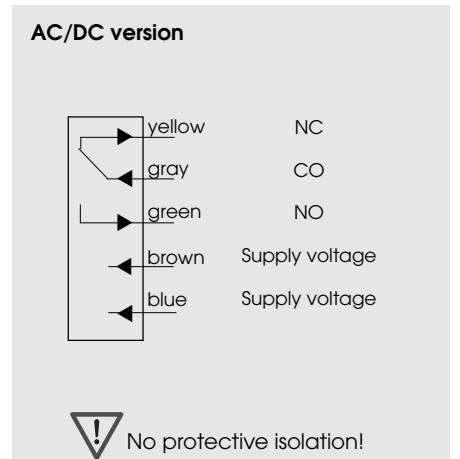 AC/DC version
yellow NC
gray CO
green NO
brown Supply voltage
blue Supply voltage
! No protective isolation!